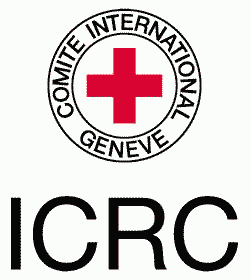 COMITE INTERNATIONAL
GENEVE
ICRC